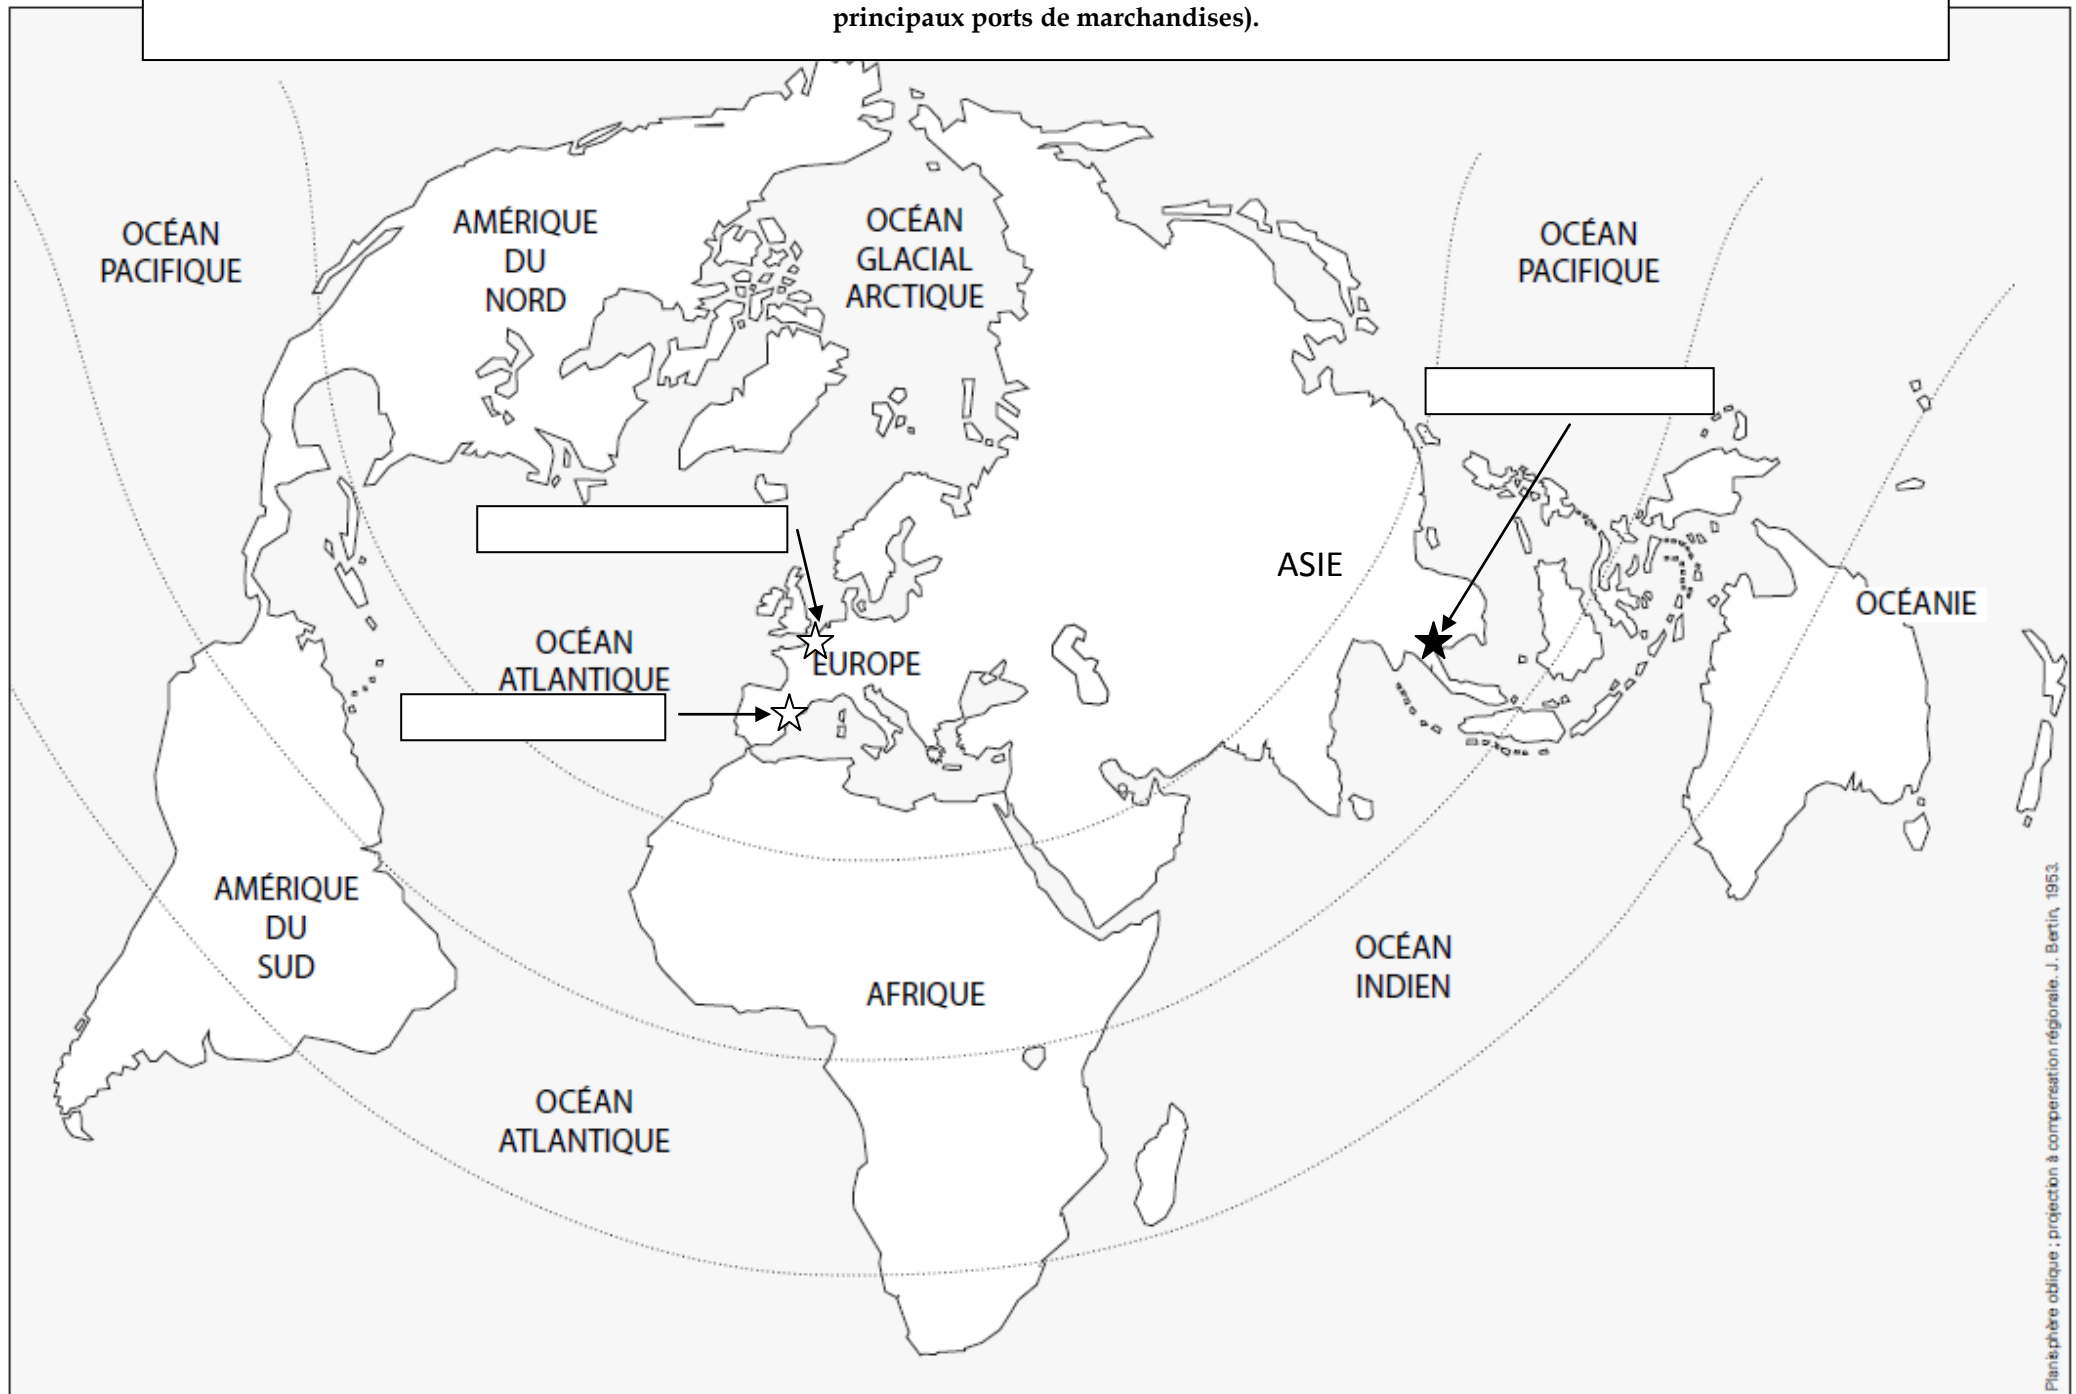 principaux ports de marchandises).
OCÉAN
PACIFIQUE
AMÉRIQUE
DU
NORD
OCÉAN
GLACIAL
ARCTIQUE
OCÉAN
PACIFIQUE
ASIE
OCÉANIE
OCÉAN
ATLANTIQUE
EUROPE
AMÉRIQUE
DU
SUD
AFRIQUE
OCÉAN
INDIEN
OCÉAN
ATLANTIQUE
Planisphère oblique ; projection à compensation régionale. J. Bertin, 1953.